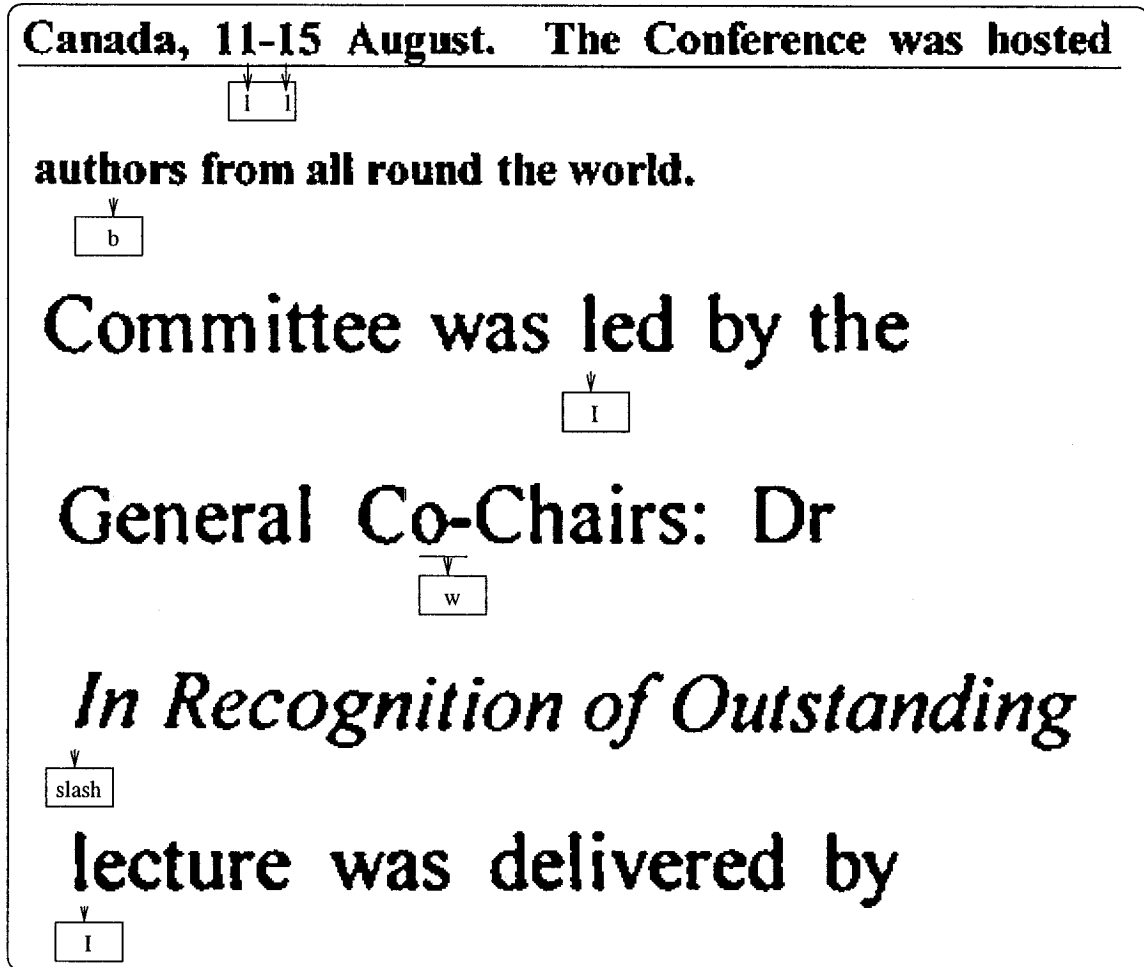 Canada, 11-15 August. The Conference was hosted
l l
authors from all round the world.
b
Committee was led by the
I
General Co-Chairs: Dr
w
In Recognition of Outstanding
slash
lecture was delivered by
I